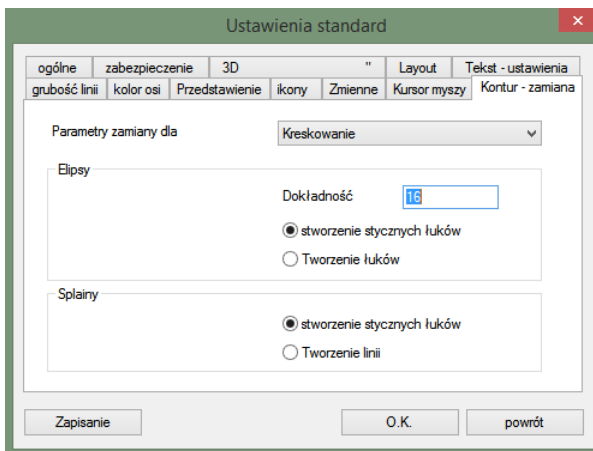 Ustawienia standard
ogólne zabezpieczenie 3D " Layout Tekst - ustawienia
grubość linii kolor osi Przedstawienie ikony Zmienne Kursor myszy Kontur - zamiana
Parametry zamiany dla Kreskowanie
Elipsy
Dokładność 16
stworzenie stycznych łuków
Tworzenie łuków
Splainy
stworzenie stycznych łuków
Tworzenie linii
Zapisanie O.K. powrót